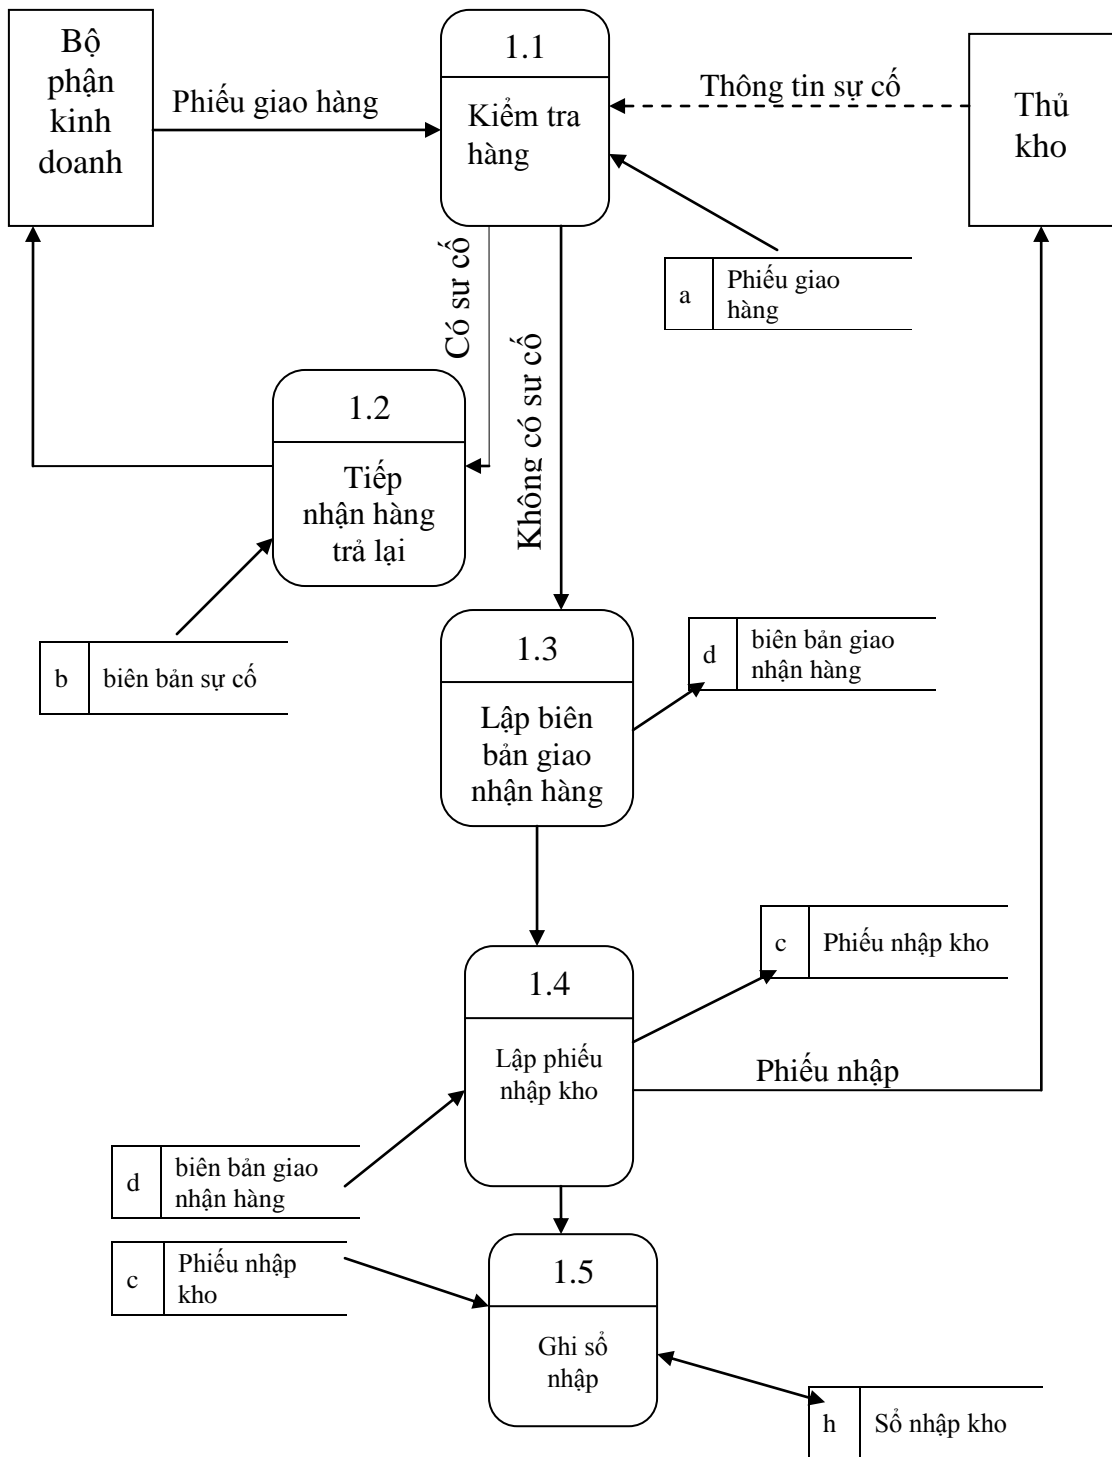 Bộ
phận
kinh
doanh
Phiếu giao hàng
1.1
Kiểm tra
hàng
Thông tin sự cố
Thủ
kho
a
Phiếu giao
hàng
Có sư cố
Không có sư cố
1.2
Tiếp
nhận hàng
trả lại
b
biên bản sự cố
1.3
Lập biên
bản giao
nhận hàng
d
biên bản giao
nhận hàng
c
Phiếu nhập kho
1.4
Lập phiếu
nhập kho
Phiếu nhập
d
biên bản giao
nhận hàng
c
Phiếu nhập
kho
1.5
Ghi sổ
nhập
h
Sổ nhập kho